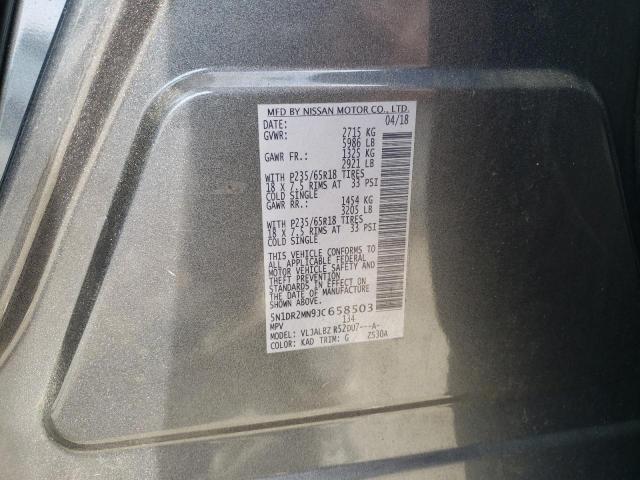 MFD BY NISSAN MOTOR CO., LTD.
DATE: 04/18
GVWR: 2715 KG
5986 LB
GAWR FR.: 1325 KG
2921 LB
WITH P235/65R18 TIRES
18 X 7.5 RIMS AT 33 PSI
COLD SINGLE
GAWR RR.: 1454 KG
3205 LB
WITH P235/65R18 TIRES
18 X 7.5 RIMS AT 33 PSI
COLD SINGLE
THIS VEHICLE CONFORMS TO
ALL APPLICABLE FEDERAL
MOTOR VEHICLE SAFETY AND
THEFT PREVENTION
STANDARDS IN EFFECT ON
THE DATE OF MANUFACTURE
SHOWN ABOVE.
5N1DR2MN9JC658503
MPV 134
MODEL: VLJALBZ R52DU7---A-
COLOR: KAD TRIM: G ZS30A